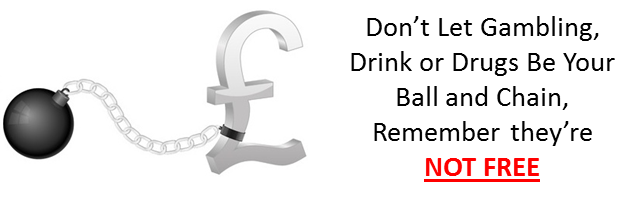 Don’t Let Gambling,
Drink or Drugs Be Your
Ball and Chain,
Remember they’re
NOT FREE